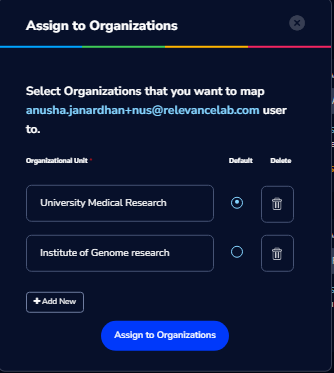 Assign to Organizations
Select Organizations that you want to map
anusha.janardhan+nus@relevancelab.com user
to.
Organizational Unit * Default Delete
University Medical Research
Institute of Genome research
+ Add New
Assign to Organizations